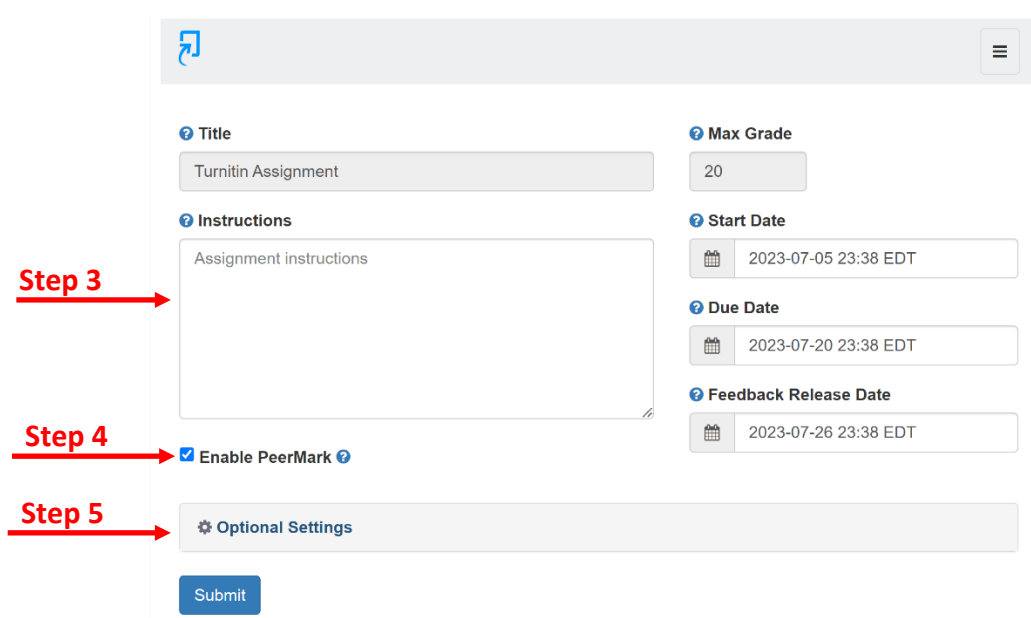 Title
Turnitin Assignment
Instructions
Assignment instructions
Step 3
Step 4
Enable PeerMark
Step 5
Optional Settings
Submit
Max Grade
20
Start Date
2023-07-05 23:38 EDT
Due Date
2023-07-20 23:38 EDT
Feedback Release Date
2023-07-26 23:38 EDT